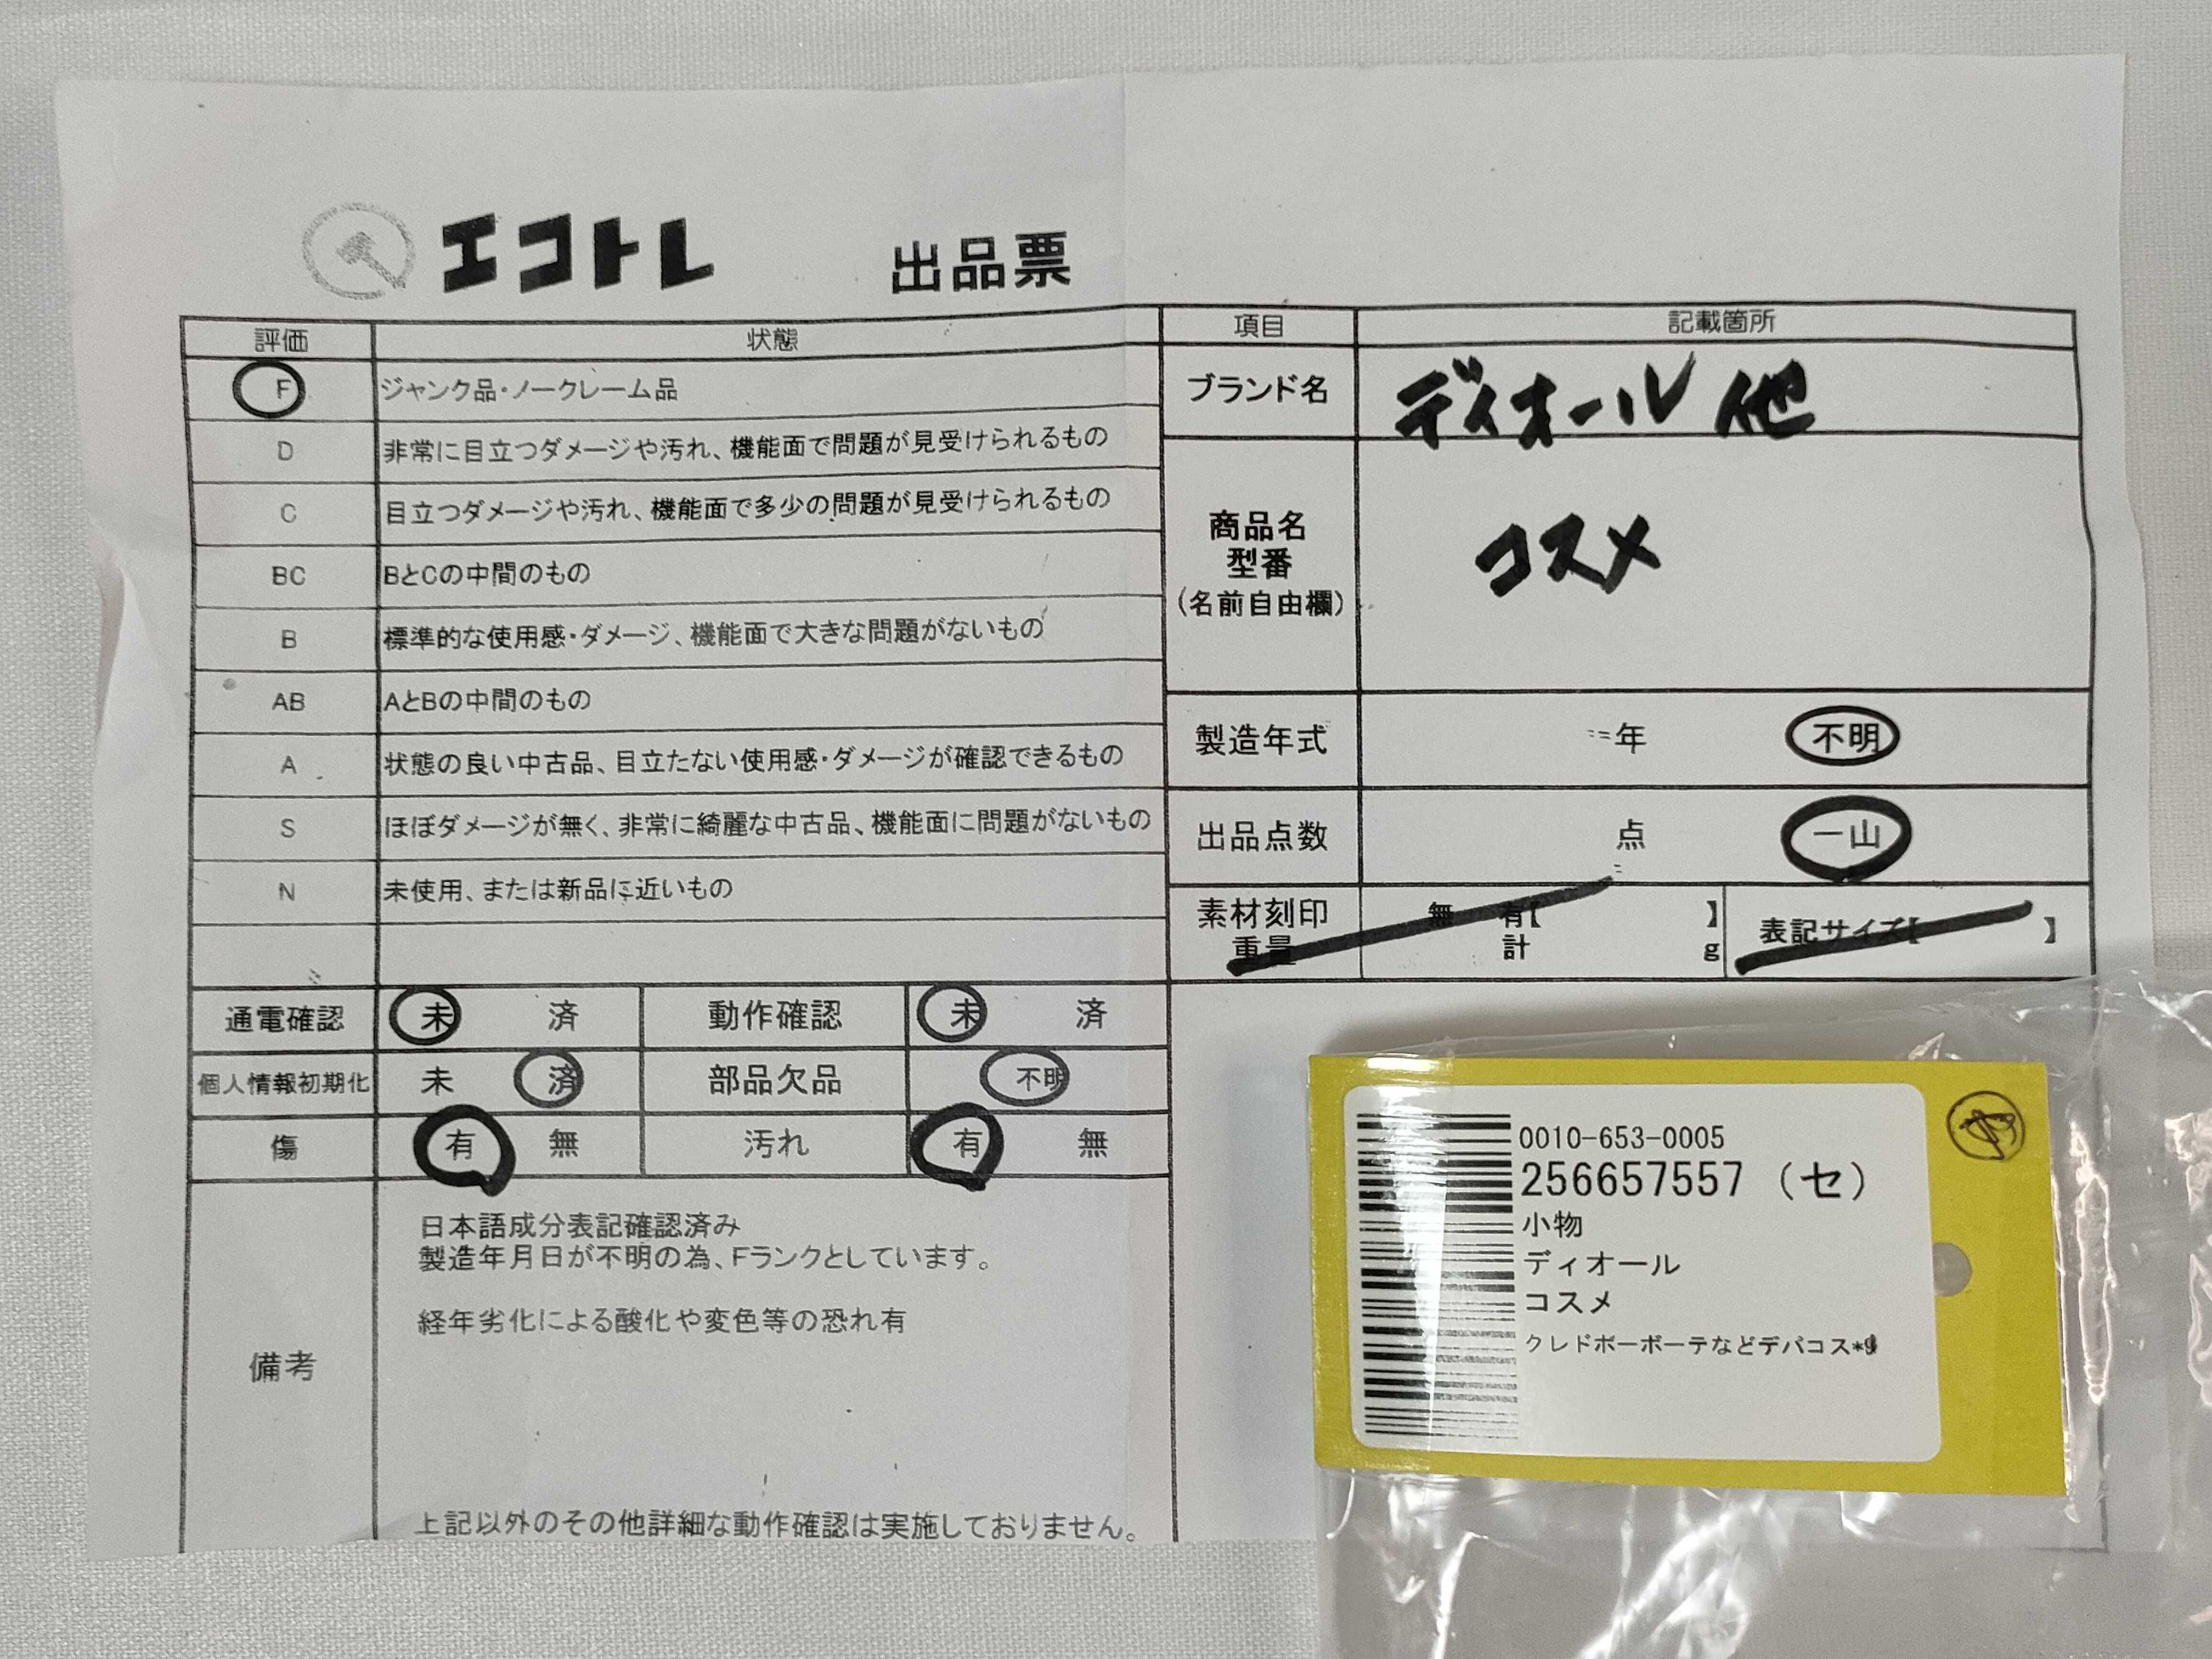 エコトレ 出品票
評価 状態
F ジャンク品・ノークレーム品
D 非常に目立つダメージや汚れ、機能面で問題が見受けられるもの
C 目立つダメージや汚れ、機能面で多少の問題が見受けられるもの
BC BとCの中間のもの
B 標準的な使用感・ダメージ、機能面で大きな問題がないもの
AB AとBの中間のもの
A 状態の良い中古品、目立たない使用感・ダメージが確認できるもの
S ほぼダメージが無く、非常に綺麗な中古品、機能面に問題がないもの
N 未使用、または新品に近いもの
項目 記載箇所
ブランド名 ディオール 他
商品名
型番
(名前自由欄)
コスメ
製造年式 年 不明
出品点数 点 一山
素材刻印 無 有【 】
重量 計 g
表記サイズ【 】
通電確認 未 済 動作確認 未 済
個人情報初期化 未 済 部品欠品 不明
傷 有 無 汚れ 有 無
備考
日本語成分表記確認済み
製造年月日が不明の為、Fランクとしています。
経年劣化による酸化や変色等の恐れ有
上記以外のその他詳細な動作確認は実施しておりません。
0010-653-0005
256657557 (セ)
小物
ディオール
コスメ
クレドポーボーテなどデパコス*